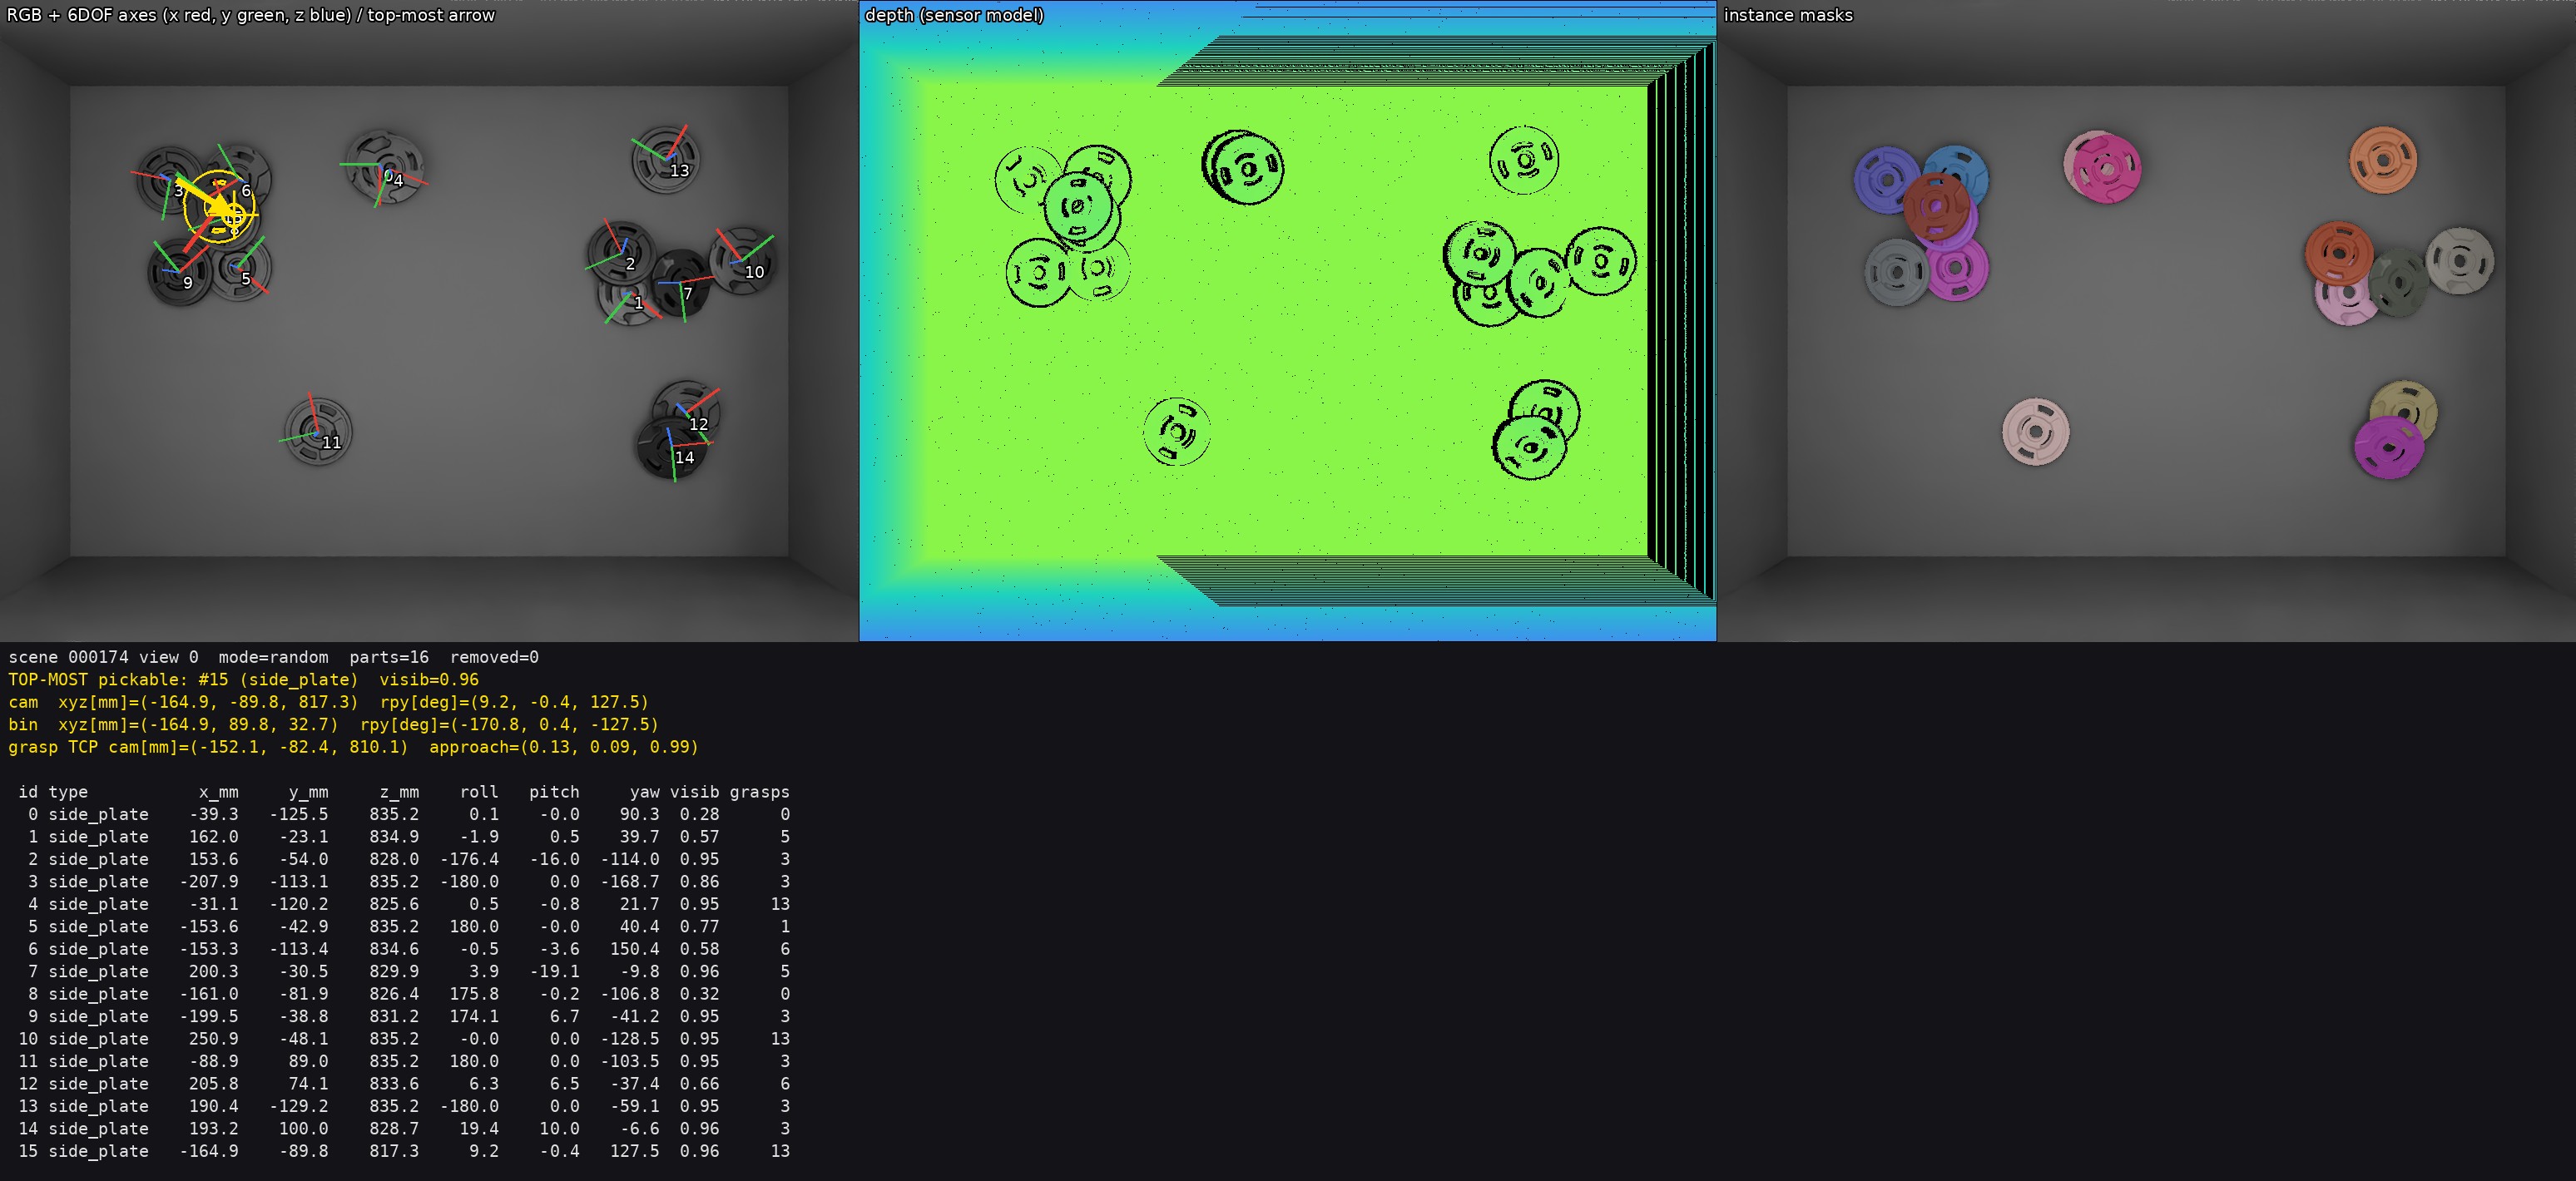 RGB + 6DOF axes (x red, y green, z blue) / top-most arrow
depth (sensor model)
instance masks
3
6
0
4
13
15
8
9
5
2
1
7
10
11
12
14
scene 000174 view 0  mode=random  parts=16  removed=0
TOP-MOST pickable: #15 (side_plate)  visib=0.96
cam  xyz[mm]=(-164.9, -89.8, 817.3)  rpy[deg]=(9.2, -0.4, 127.5)
bin  xyz[mm]=(-164.9, 89.8, 32.7)  rpy[deg]=(-170.8, 0.4, -127.5)
grasp TCP cam[mm]=(-152.1, -82.4, 810.1)  approach=(0.13, 0.09, 0.99)
id type x_mm y_mm z_mm roll pitch yaw visib grasps
0 side_plate -39.3 -125.5 835.2 0.1 -0.0 90.3 0.28 0
1 side_plate 162.0 -23.1 834.9 -1.9 0.5 39.7 0.57 5
2 side_plate 153.6 -54.0 828.0 -176.4 -16.0 -114.0 0.95 3
3 side_plate -207.9 -113.1 835.2 -180.0 0.0 -168.7 0.86 3
4 side_plate -31.1 -120.2 825.6 0.5 -0.8 21.7 0.95 13
5 side_plate -153.6 -42.9 835.2 180.0 -0.0 40.4 0.77 1
6 side_plate -153.3 -113.4 834.6 -0.5 -3.6 150.4 0.58 6
7 side_plate 200.3 -30.5 829.9 3.9 -19.1 -9.8 0.96 5
8 side_plate -161.0 -81.9 826.4 175.8 -0.2 -106.8 0.32 0
9 side_plate -199.5 -38.8 831.2 174.1 6.7 -41.2 0.95 3
10 side_plate 250.9 -48.1 835.2 -0.0 0.0 -128.5 0.95 13
11 side_plate -88.9 89.0 835.2 180.0 0.0 -103.5 0.95 3
12 side_plate 205.8 74.1 833.6 6.3 6.5 -37.4 0.66 6
13 side_plate 190.4 -129.2 835.2 -180.0 0.0 -59.1 0.95 3
14 side_plate 193.2 100.0 828.7 19.4 10.0 -6.6 0.96 3
15 side_plate -164.9 -89.8 817.3 9.2 -0.4 127.5 0.96 13